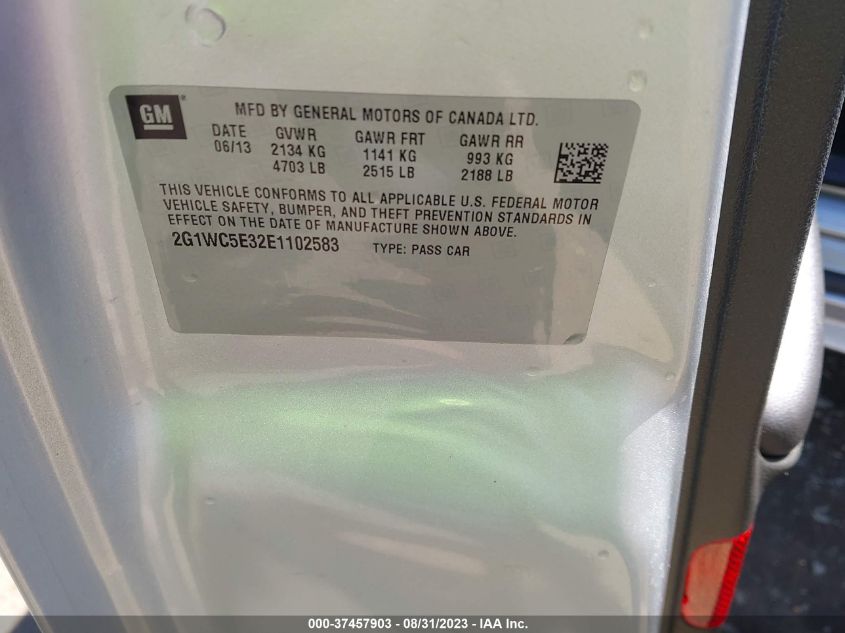 GM
MFD BY GENERAL MOTORS OF CANADA LTD.
DATE GVWR GAWR FRT GAWR RR
06/13 2134 KG 1141 KG 993 KG
4703 LB 2515 LB 2188 LB
THIS VEHICLE CONFORMS TO ALL APPLICABLE U.S. FEDERAL MOTOR
VEHICLE SAFETY, BUMPER, AND THEFT PREVENTION STANDARDS IN
EFFECT ON THE DATE OF MANUFACTURE SHOWN ABOVE.
2G1WC5E32E1102583 TYPE: PASS CAR
000-37457903 - 08/31/2023 - IAA Inc.